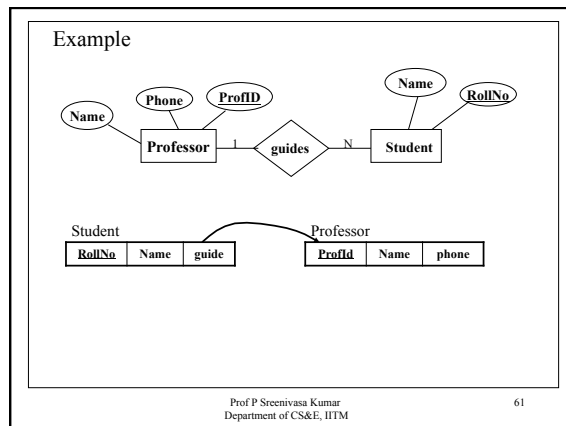 Example
Name
Phone
ProfID
Name
RollNo
Professor
1
guides
N
Student
Student
RollNo Name guide
Professor
ProfId Name phone
Prof P Sreenivasa Kumar
Department of CS&E, IITM
61